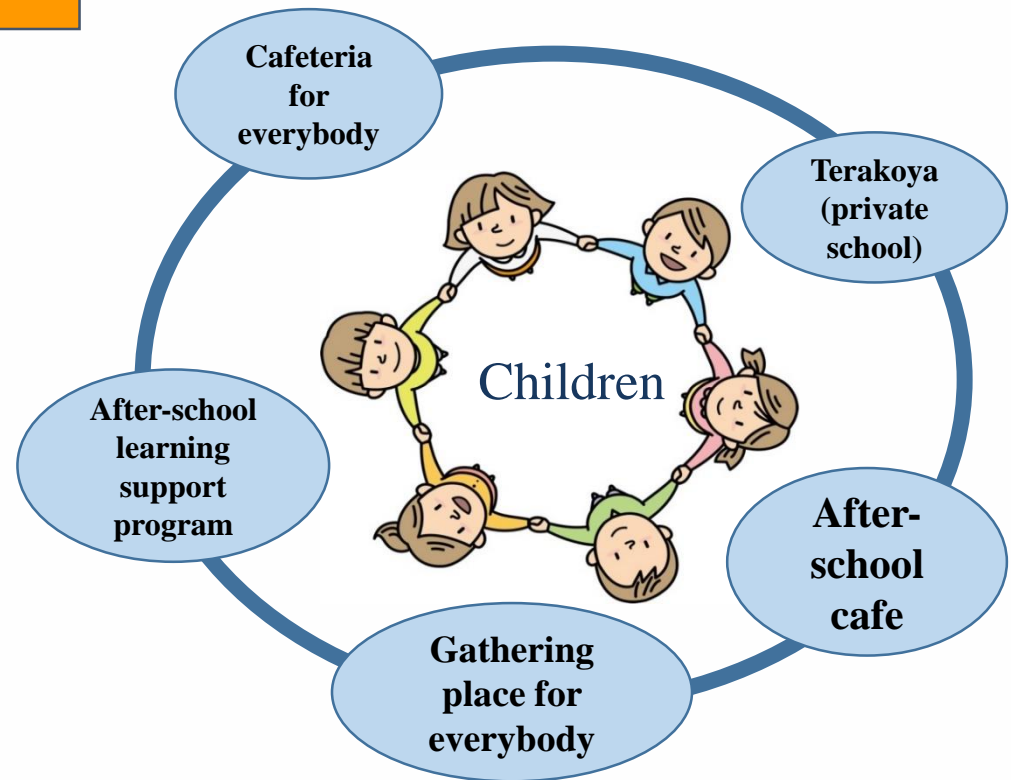 Cafeteria
for
everybody
Terakoya
(private
school)
Children
After-school
learning
support
program
After-
school
cafe
Gathering
place for
everybody